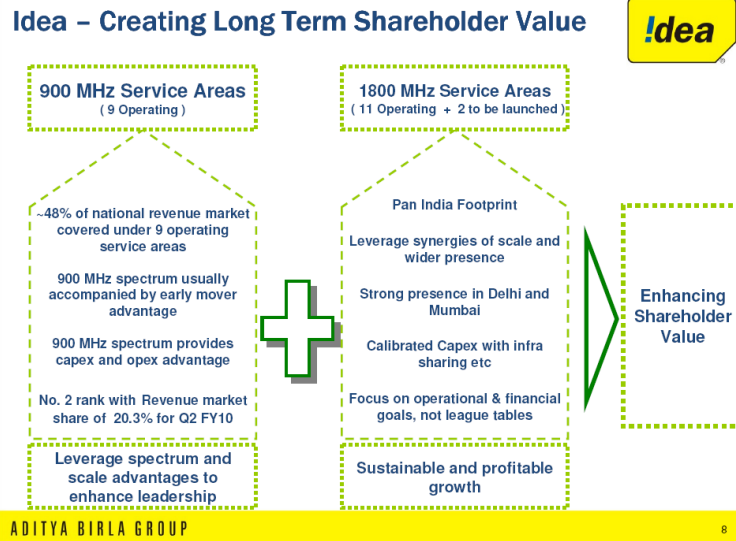 Idea – Creating Long Term Shareholder Value
!dea
®
900 MHz Service Areas
( 9 Operating )
~48% of national revenue market
covered under 9 operating
service areas
900 MHz spectrum usually
accompanied by early mover
advantage
900 MHz spectrum provides
capex and opex advantage
No. 2 rank with Revenue market
share of 20.3% for Q2 FY10
Leverage spectrum and
scale advantages to
enhance leadership
1800 MHz Service Areas
( 11 Operating + 2 to be launched )
Pan India Footprint
Leverage synergies of scale and
wider presence
Strong presence in Delhi and
Mumbai
Calibrated Capex with infra
sharing etc
Focus on operational & financial
goals, not league tables
Sustainable and profitable
growth
Enhancing
Shareholder
Value
ADITYA BIRLA GROUP
8